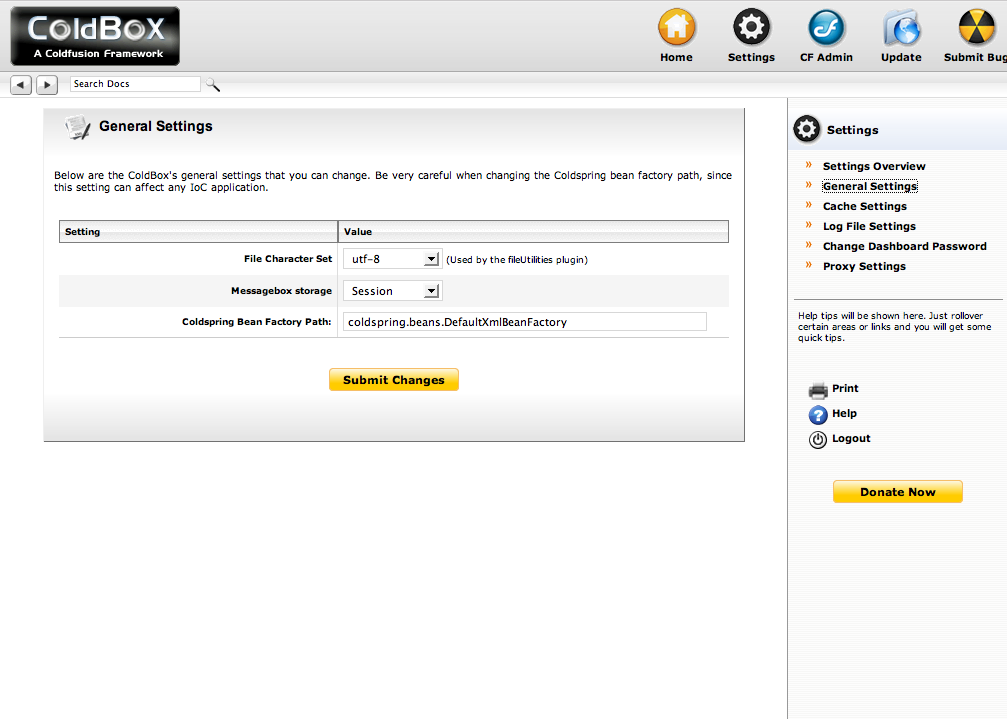 ColdBox
A Coldfusion Framework
Home
Settings
CF Admin
Update
Submit Bug
Search Docs
General Settings
Below are the ColdBox's general settings that you can change. Be very careful when changing the Coldspring bean factory path, since
this setting can affect any IoC application.
Setting Value
File Character Set utf-8 (Used by the fileUtilities plugin)
Messagebox storage Session
Coldspring Bean Factory Path: coldspring.beans.DefaultXmlBeanFactory
Submit Changes
Settings
» Settings Overview
» General Settings
» Cache Settings
» Log File Settings
» Change Dashboard Password
» Proxy Settings
Help tips will be shown here. Just rollover
certain areas or links and you will get some
quick tips.
Print
? Help
Logout
Donate Now